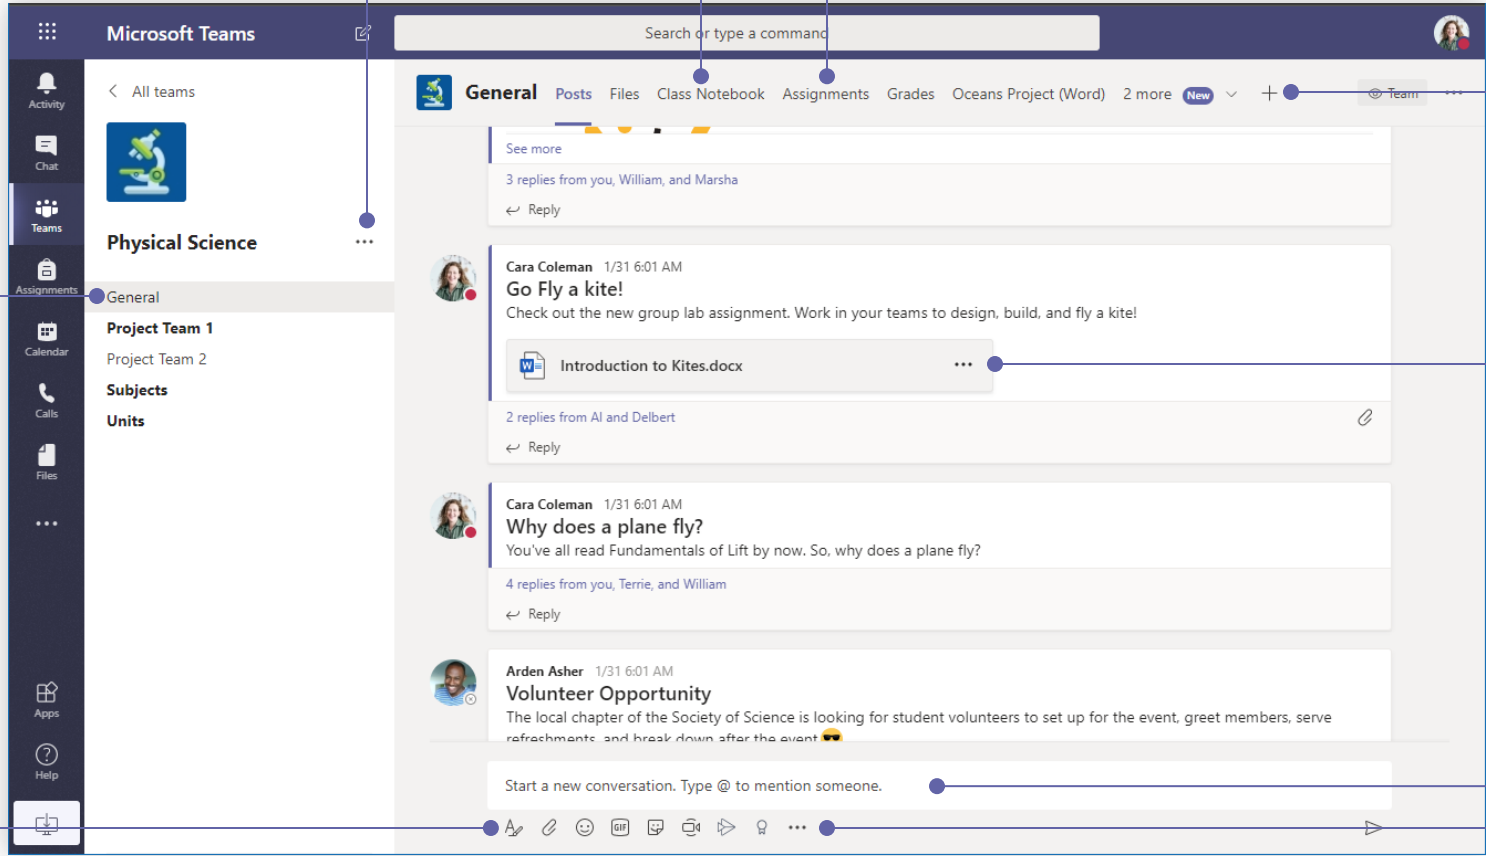 Microsoft Teams
Search or type a command
Activity
Chat
Teams
Assignments
Calendar
Calls
Files
Apps
Help
All teams
Physical Science
General
Project Team 1
Project Team 2
Subjects
Units
General Posts Files Class Notebook Assignments Grades Oceans Project (Word) 2 more New
Team
See more
3 replies from you, William, and Marsha
Reply
Cara Coleman 1/31 6:01 AM
Go Fly a kite!
Check out the new group lab assignment. Work in your teams to design, build, and fly a kite!
Introduction to Kites.docx
2 replies from Al and Delbert
Reply
Cara Coleman 1/31 6:01 AM
Why does a plane fly?
You've all read Fundamentals of Lift by now. So, why does a plane fly?
4 replies from you, Terrie, and William
Reply
Arden Asher 1/31 6:01 AM
Volunteer Opportunity
The local chapter of the Society of Science is looking for student volunteers to set up for the event, greet members, serve
refreshments, and break down after the event
Start a new conversation. Type @ to mention someone.
GIF